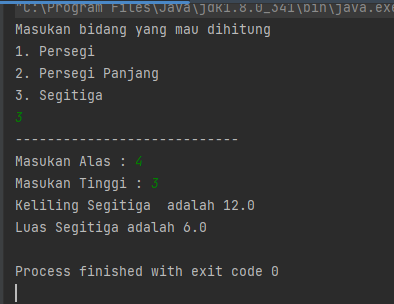 "C:\Program Files\Java\jdk1.8.0_341\bin\java.exe
Masukan bidang yang mau dihitung
1. Persegi
2. Persegi Panjang
3. Segitiga
3
----------------------------
Masukan Alas : 4
Masukan Tinggi : 3
Keliling Segitiga  adalah 12.0
Luas Segitiga adalah 6.0
Process finished with exit code 0